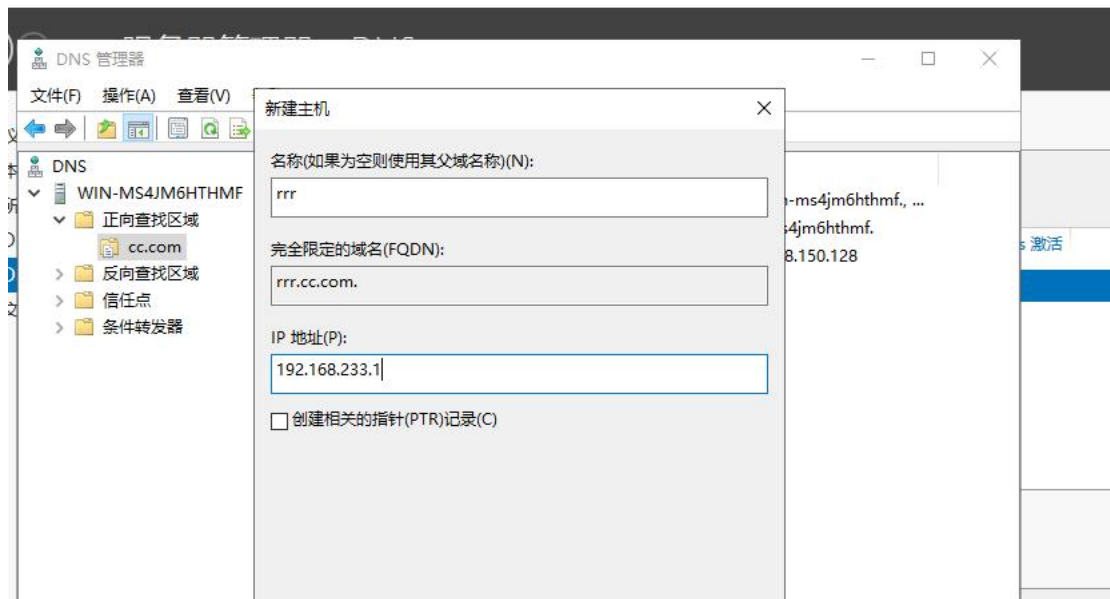 DNS 管理器
文件(F) 操作(A) 查看(V)
新建主机
名称(如果为空则使用其父域名称)(N):
rrr
完全限定的域名(FQDN):
rrr.cc.com.
IP 地址(P):
192.168.233.1
创建相关的指针(PTR)记录(C)
DNS
WIN-MS4JM6HTHMF
正向查找区域
cc.com
反向查找区域
信任点
条件转发器
-ms4jm6hthmf., ...
4jm6hthmf.
8.150.128
激活